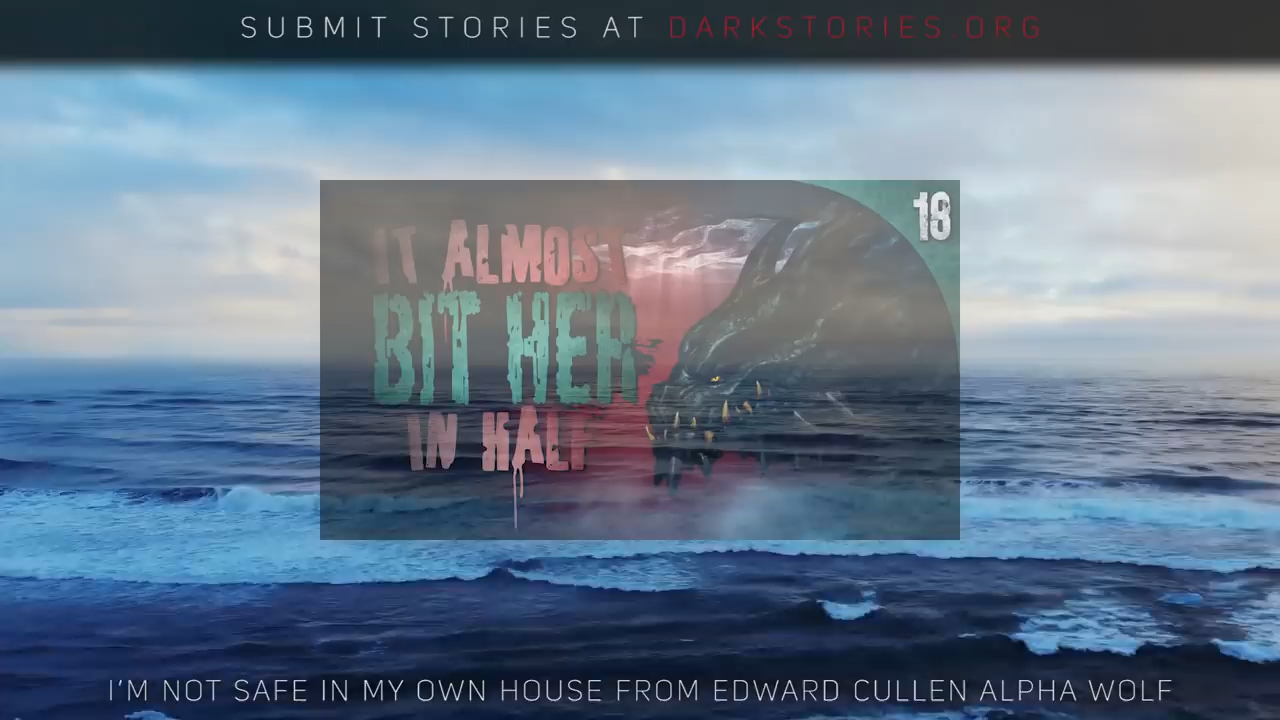 SUBMIT STORIES AT DARKSTORIES.ORG
18
IT ALMOST
BIT HER
IN HALF
I'M NOT SAFE IN MY OWN HOUSE FROM EDWARD CULLEN ALPHA WOLF